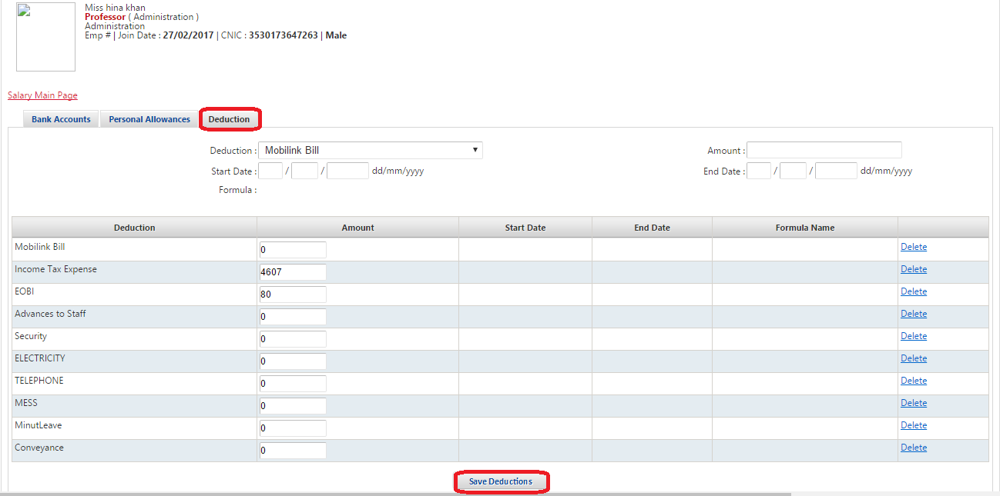 Miss hina khan
Professor ( Administration )
Administration
Emp # | Join Date : 27/02/2017 | CNIC : 3530173647263 | Male
Salary Main Page
Bank Accounts Personal Allowances Deduction
Deduction : Mobilink Bill Amount :
Start Date : / / dd/mm/yyyy End Date : / / dd/mm/yyyy
Formula :
Deduction Amount Start Date End Date Formula Name
Mobilink Bill 0 Delete
Income Tax Expense 4607 Delete
EOBI 80 Delete
Advances to Staff 0 Delete
Security 0 Delete
ELECTRICITY 0 Delete
TELEPHONE 0 Delete
MESS 0 Delete
MinutLeave 0 Delete
Conveyance 0 Delete
Save Deductions